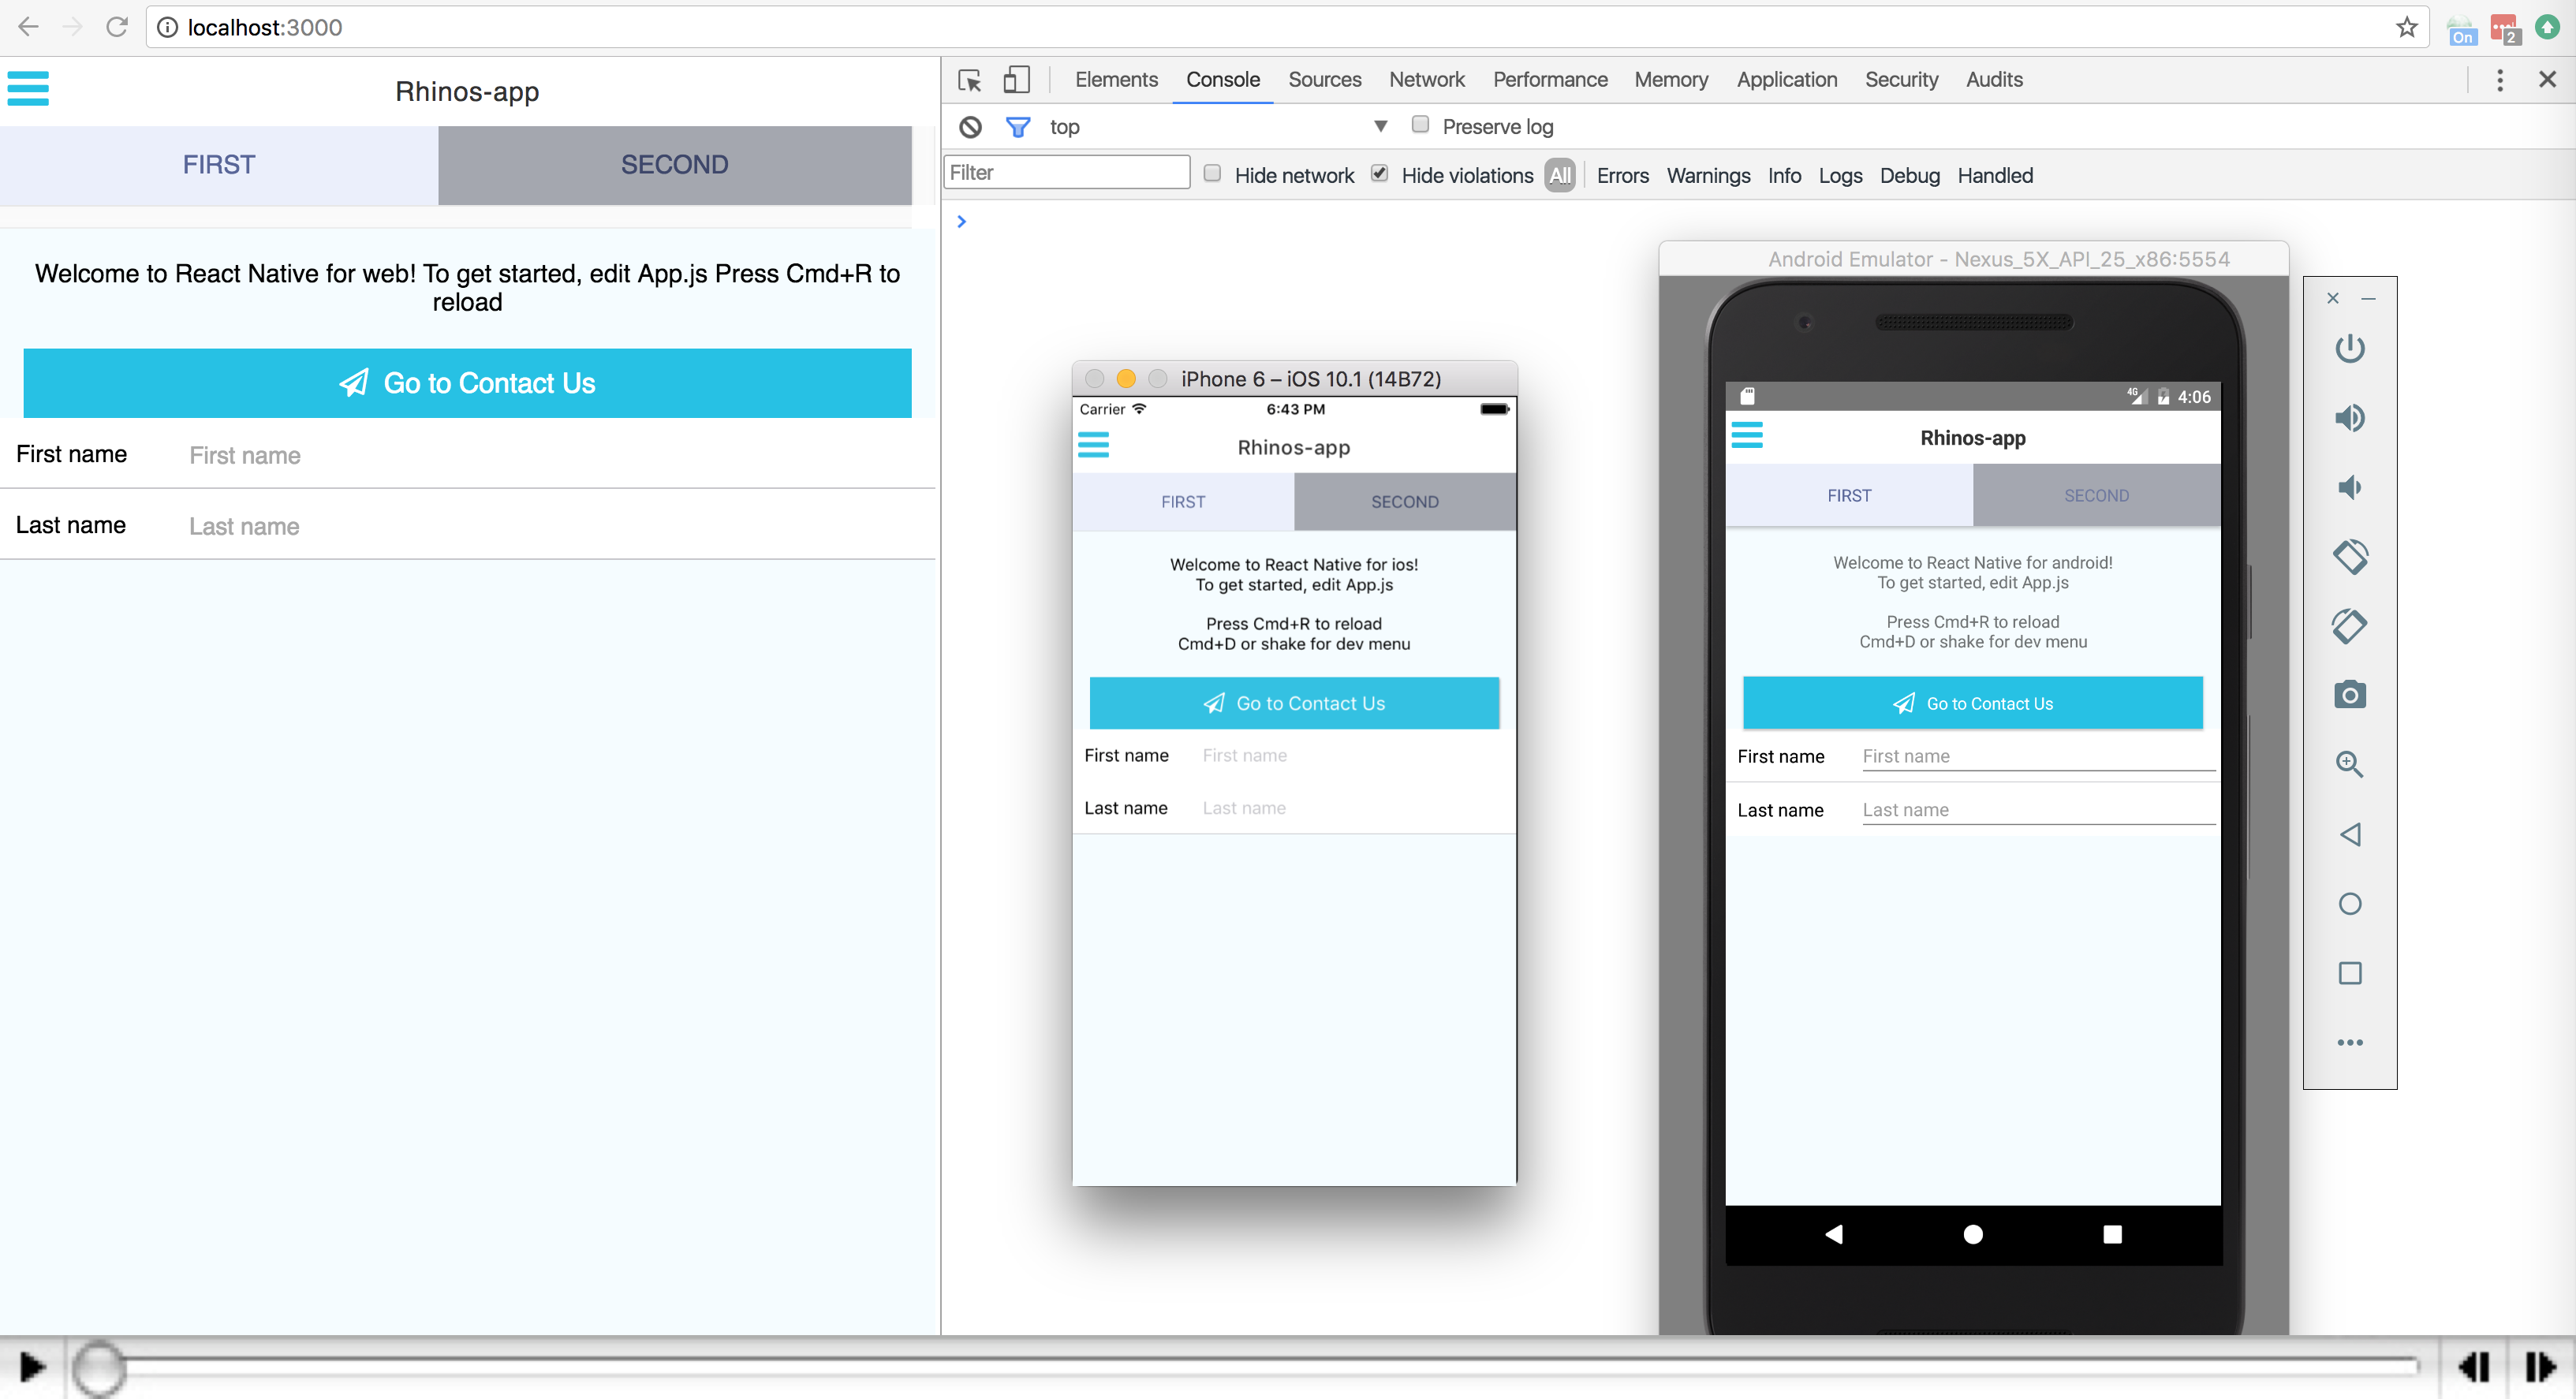 localhost:3000
On
2
Rhinos-app
FIRST SECOND
Welcome to React Native for web! To get started, edit App.js Press Cmd+R to
reload
Go to Contact Us
First name First name
Last name Last name
Elements Console Sources Network Performance Memory Application Security Audits
top Preserve log
Filter Hide network Hide violations All Errors Warnings Info Logs Debug Handled
iPhone 6 – iOS 10.1 (14B72)
Carrier 6:43 PM
Rhinos-app
FIRST SECOND
Welcome to React Native for ios!
To get started, edit App.js
Press Cmd+R to reload
Cmd+D or shake for dev menu
Go to Contact Us
First name First name
Last name Last name
Android Emulator - Nexus_5X_API_25_x86:5554
4G 4:06
Rhinos-app
FIRST SECOND
Welcome to React Native for android!
To get started, edit App.js
Press Cmd+R to reload
Cmd+D or shake for dev menu
Go to Contact Us
First name First name
Last name Last name